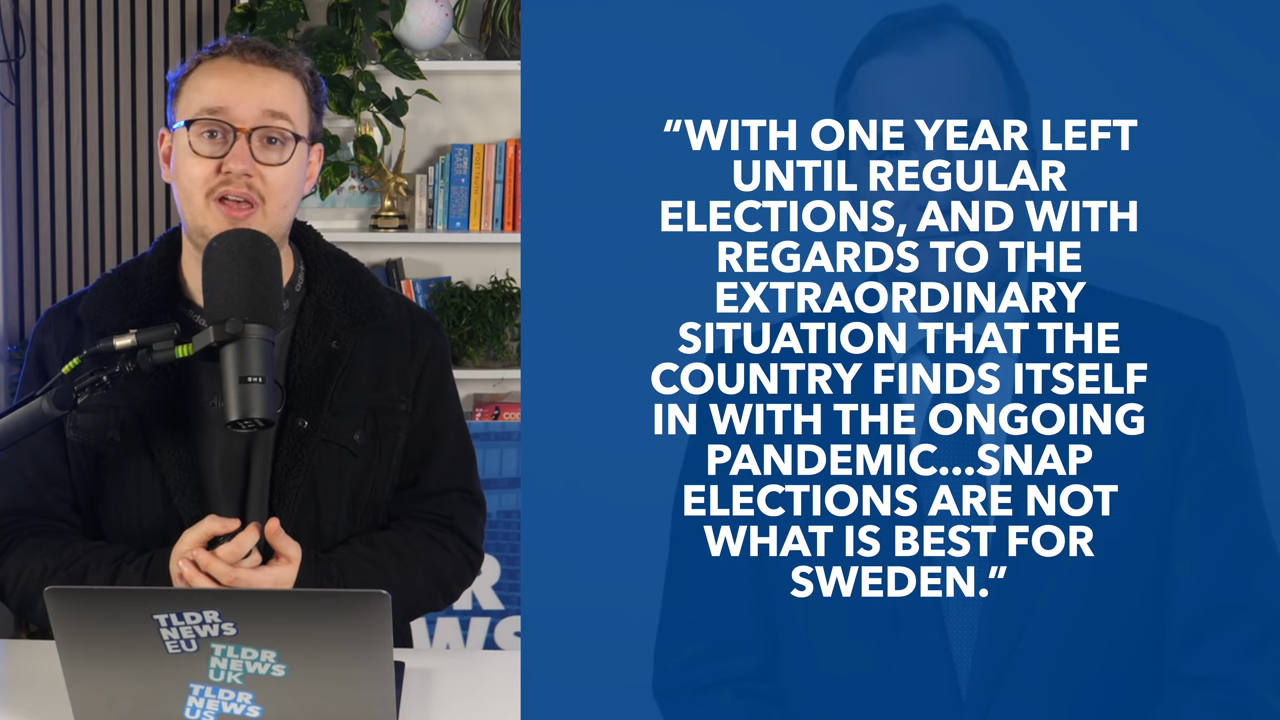 “WITH ONE YEAR LEFT
UNTIL REGULAR
ELECTIONS, AND WITH
REGARDS TO THE
EXTRAORDINARY
SITUATION THAT THE
COUNTRY FINDS ITSELF
IN WITH THE ONGOING
PANDEMIC...SNAP
ELECTIONS ARE NOT
WHAT IS BEST FOR
SWEDEN.”
TLDR
NEWS
EU
TLDR
NEWS
UK
TLDR
NEWS
US